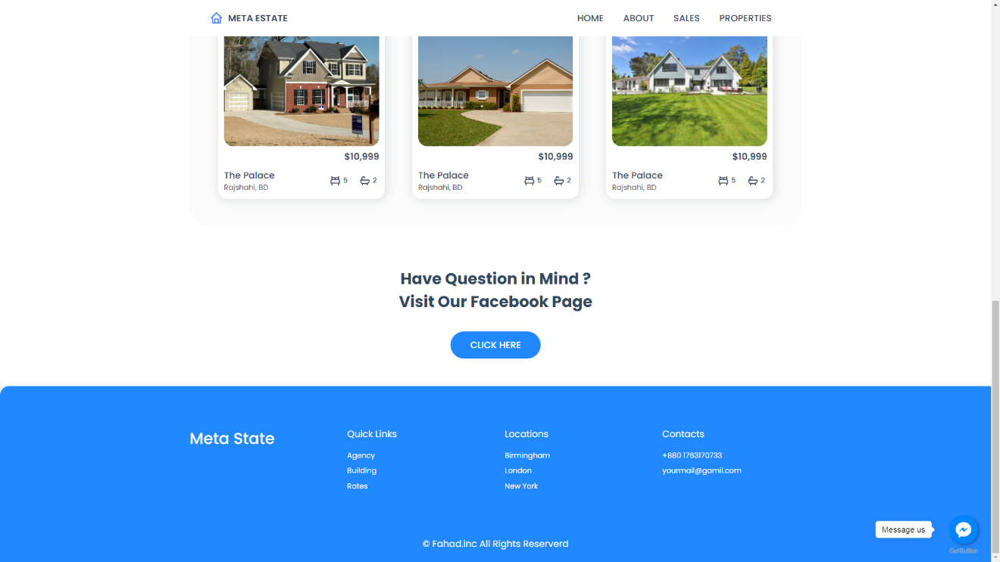 META ESTATE
HOME ABOUT SALES PROPERTIES
$10,999 $10,999 $10,999
The Palace 5 2 The Palace 5 2 The Palace 5 2
Rajshahi, BD Rajshahi, BD Rajshahi, BD
Have Question in Mind ?
Visit Our Facebook Page
CLICK HERE
Meta State
Quick Links
Agency
Building
Rates
Locations
Birmingham
London
New York
Contacts
+880 1763170733
yourmail@gamil.com
© Fahad.inc All Rights Reserverd
Message us
GetButton